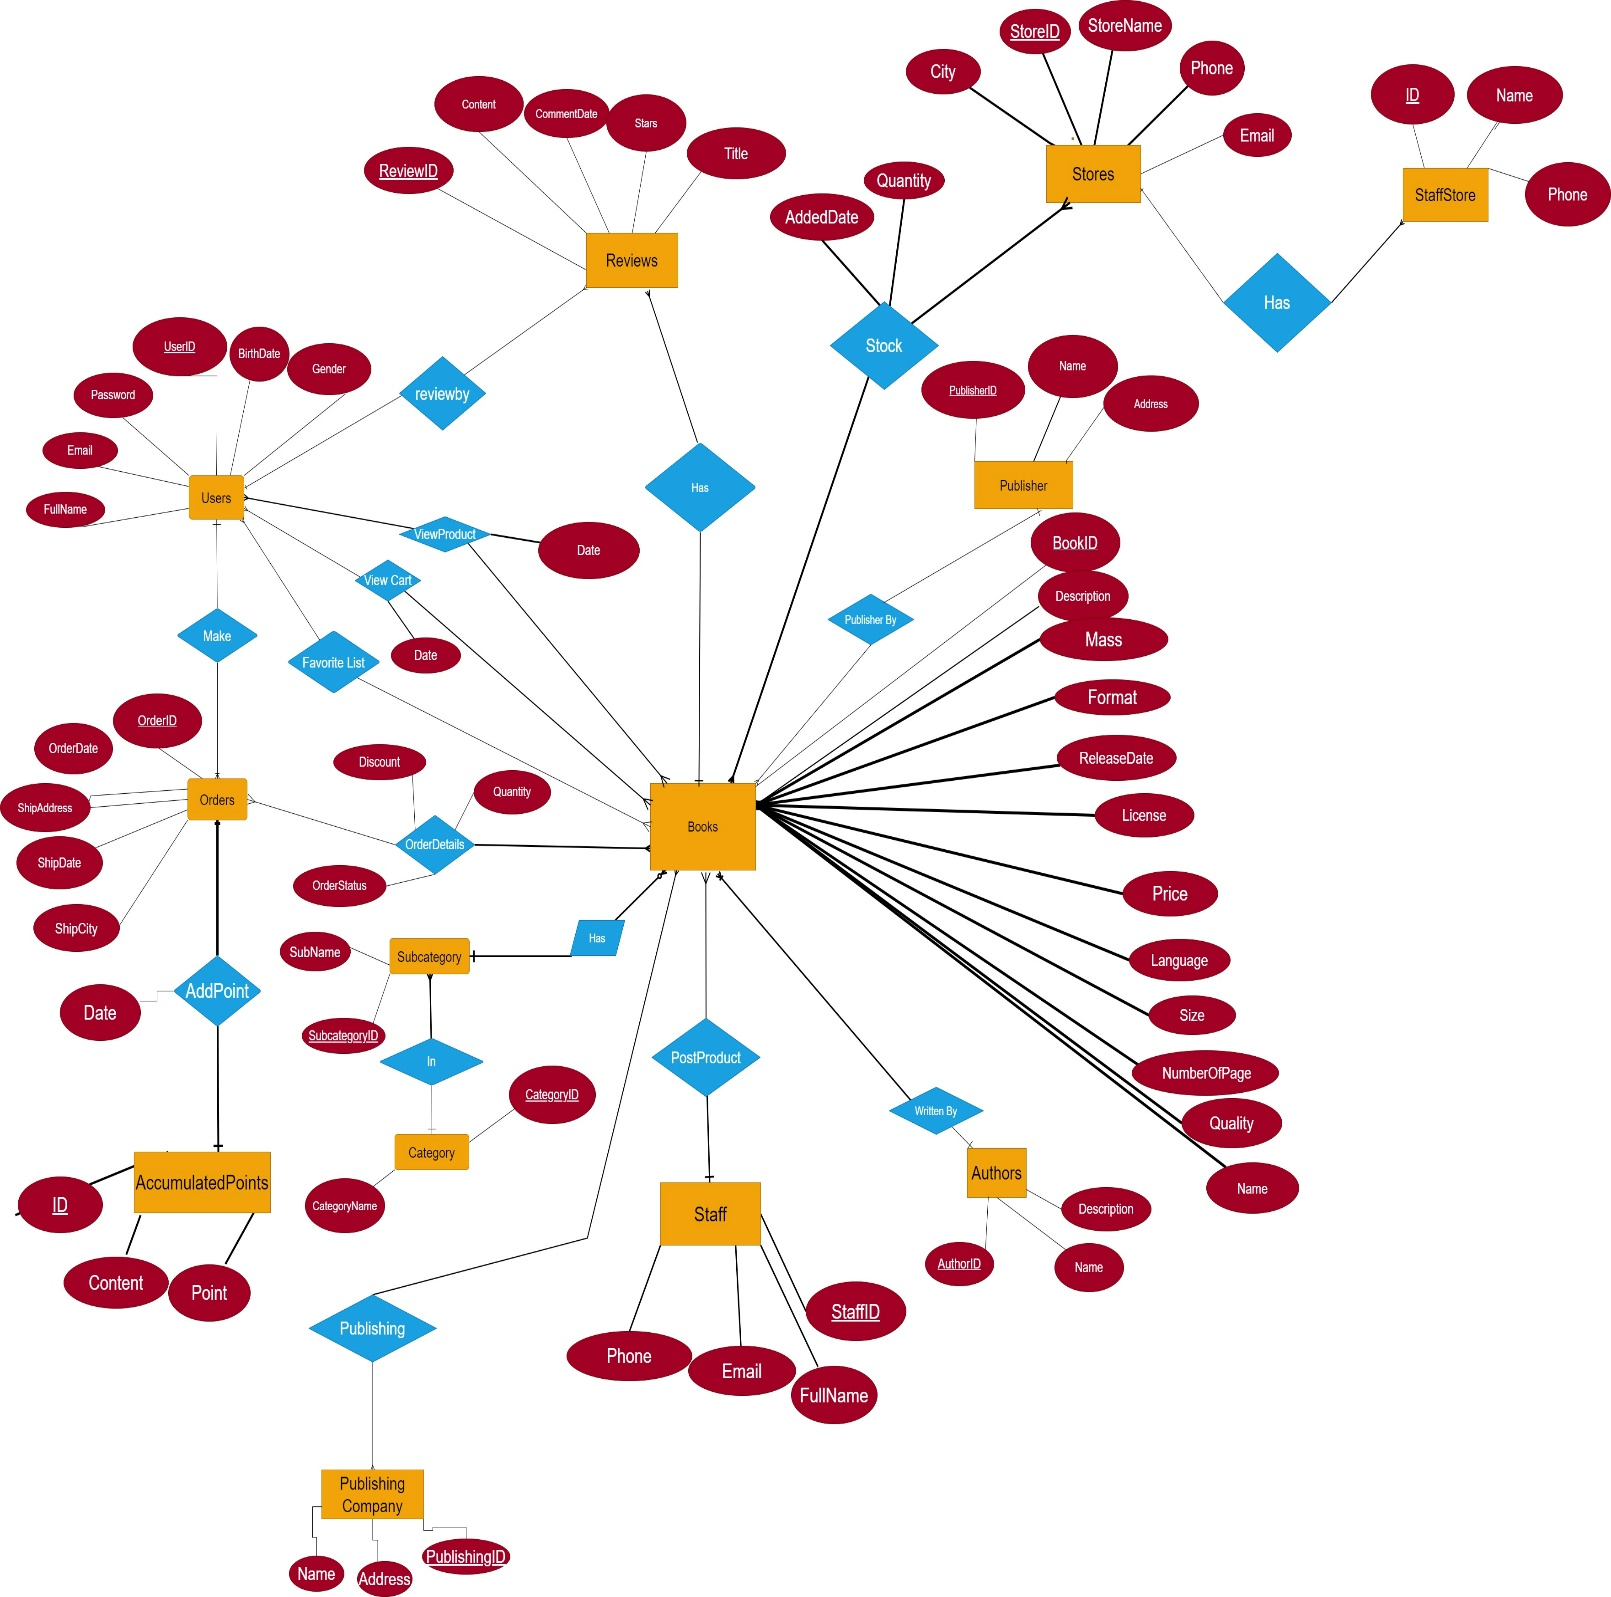 StoreID
StoreName
City
Phone
Email
Stores
ID
Name
Phone
StaffStore
Has
Content
CommentDate
Stars
Title
ReviewID
Reviews
Quantity
AddedDate
Stock
UserID
BirthDate
Gender
Password
Email
FullName
Users
reviewby
Has
PublisherID
Name
Address
Publisher
Publisher By
ViewProduct
Date
View Cart
Date
Favorite List
Make
BookID
Description
Mass
Format
ReleaseDate
License
Price
Language
Size
NumberOfPage
Quality
Name
OrderID
OrderDate
ShipAddress
ShipDate
ShipCity
Orders
Discount
Quantity
OrderDetails
OrderStatus
Books
Has
SubName
Subcategory
SubcategoryID
In
CategoryID
Category
CategoryName
AddPoint
Date
AccumulatedPoints
ID
Content
Point
PostProduct
Staff
StaffID
Phone
Email
FullName
Written By
Authors
Description
AuthorID
Name
Publishing
Publishing
Company
Name
Address
PublishingID